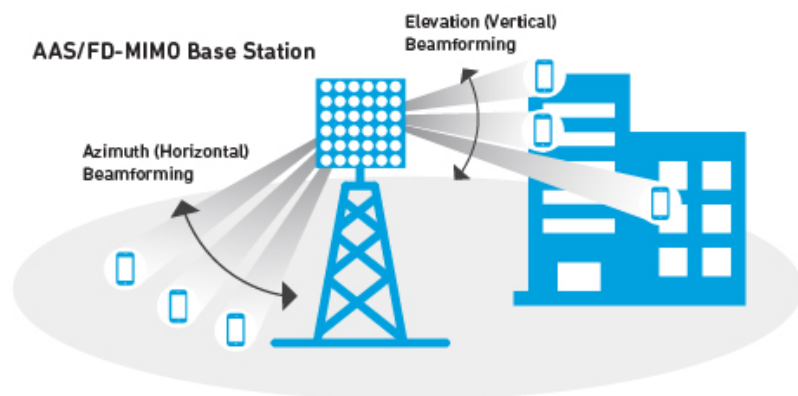 Elevation (Vertical)
Beamforming
AAS/FD-MIMO Base Station
Azimuth (Horizontal)
Beamforming